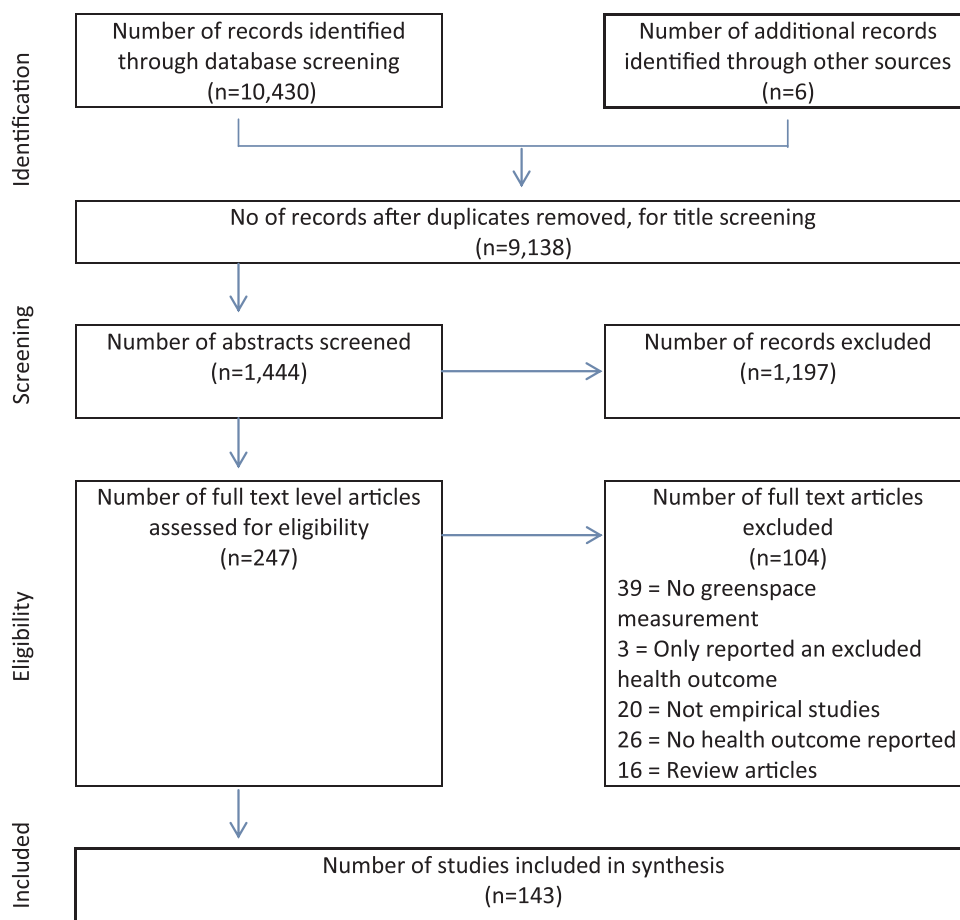 Identification
Number of records identified
through database screening
(n=10,430)
Number of additional records
identified through other sources
(n=6)
No of records after duplicates removed, for title screening
(n=9,138)
Screening
Number of abstracts screened
(n=1,444)
Number of records excluded
(n=1,197)
Eligibility
Number of full text level articles
assessed for eligibility
(n=247)
Number of full text articles
excluded
(n=104)
39 = No greenspace
measurement
3 = Only reported an excluded
health outcome
20 = Not empirical studies
26 = No health outcome reported
16 = Review articles
Included
Number of studies included in synthesis
(n=143)